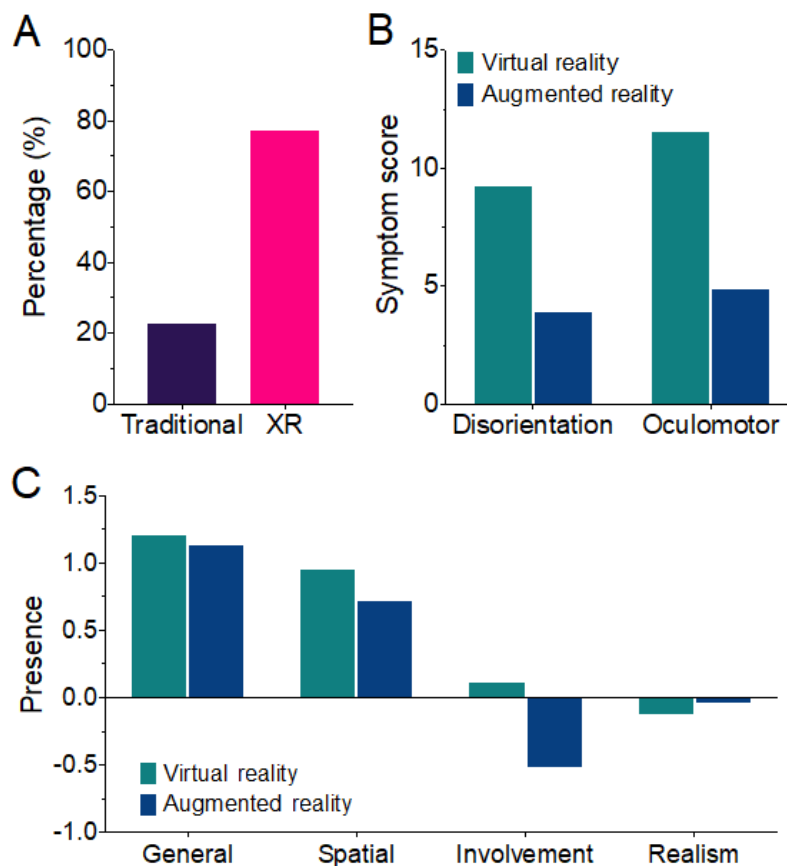 A
Percentage (%)
100
80
60
40
20
0
Traditional
XR
B
Symptom score
15
10
5
0
Virtual reality
Augmented reality
Disorientation
Oculomotor
C
Presence
1.5
1.0
0.5
0.0
-0.5
-1.0
Virtual reality
Augmented reality
General
Spatial
Involvement
Realism